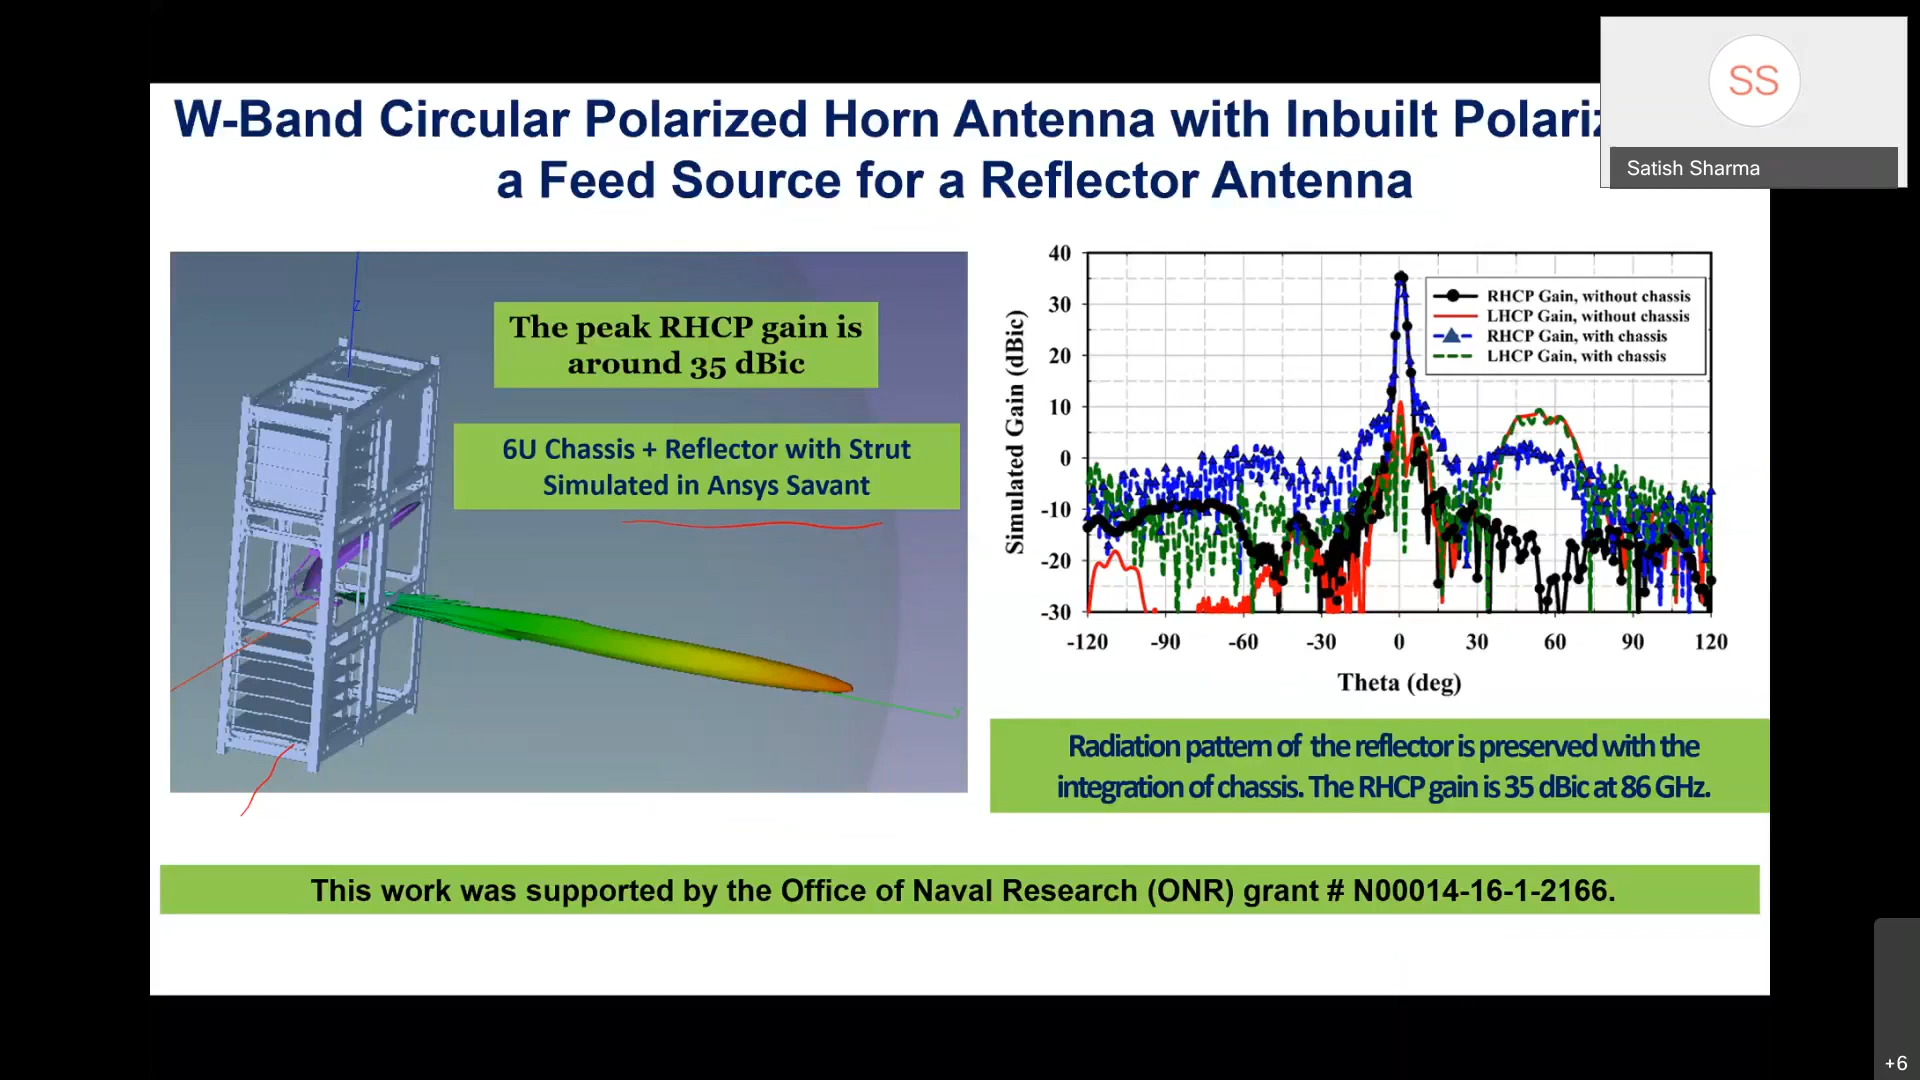 W-Band Circular Polarized Horn Antenna with Inbuilt
a Feed Source for a Reflector Antenna
SS
Satish Sharma
Z
The peak RHCP gain is
around 35 dBic
6U Chassis + Reflector with Strut
Simulated in Ansys Savant
Y
Simulated Gain (dBic)
40
30
20
10
0
-10
-20
-30
RHCP Gain, without chassis
LHCP Gain, without chassis
RHCP Gain, with chassis
LHCP Gain, with chassis
-120 -90 -60 -30 0 30 60 90 120
Theta (deg)
Radiation pattern of the reflector is preserved with the
integration of chassis. The RHCP gain is 35 dBic at 86 GHz.
This work was supported by the Office of Naval Research (ONR) grant # N00014-16-1-2166.
+6